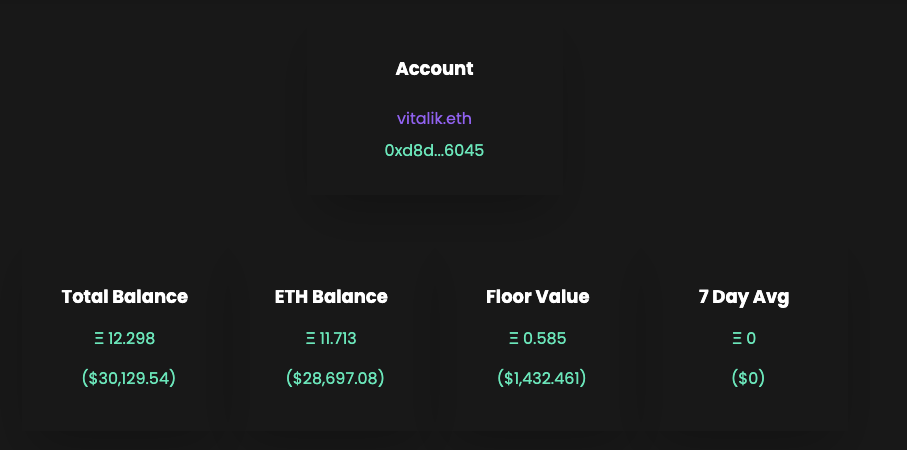 Account
vitalik.eth
0xd8d...6045
Total Balance ETH Balance Floor Value 7 Day Avg
Ξ 12.298 Ξ 11.713 Ξ 0.585 Ξ 0
($30,129.54) ($28,697.08) ($1,432.461) ($0)